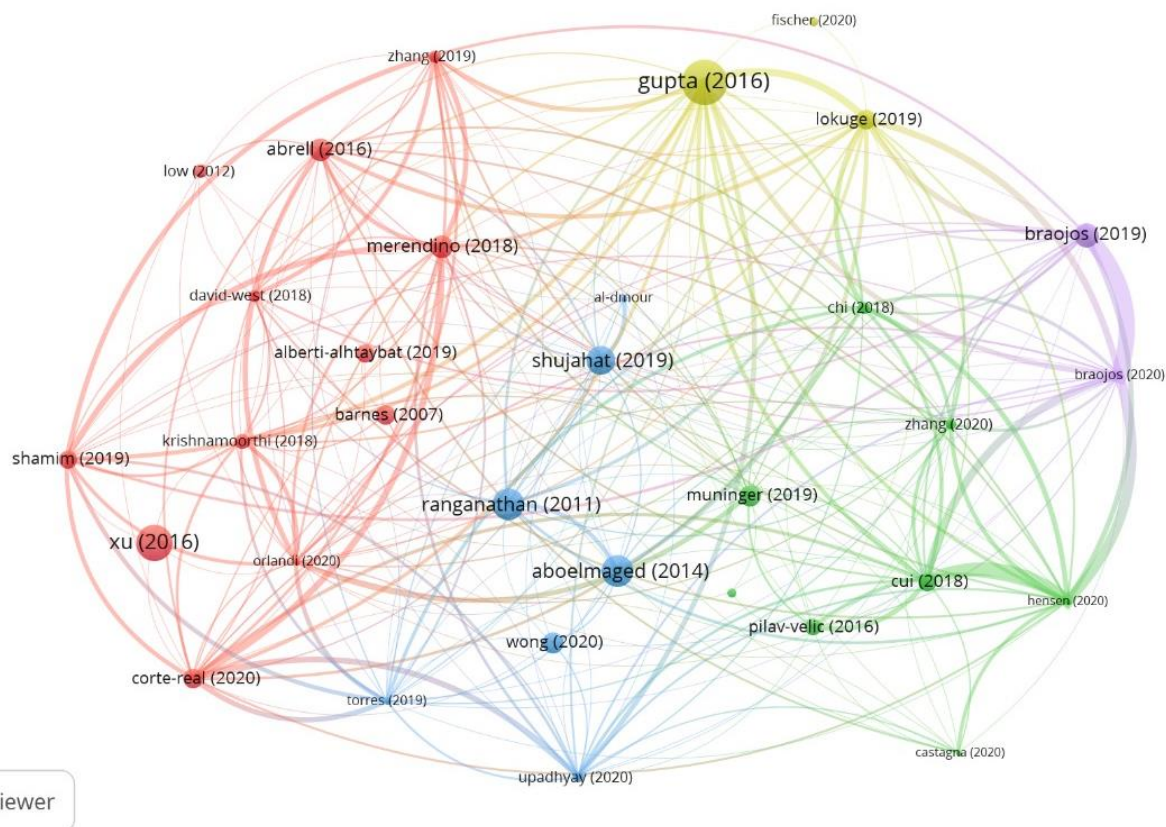 fischer (2020)
zhang (2019)
gupta (2016)
lokuge (2019)
abrell (2016)
low (2012)
braojos (2019)
merendino (2018)
david-west (2018)
al-dmour
chi (2018)
alberti-alhtaybat (2019)
shujahat (2019)
braojos (2020)
barnes (2007)
zhang (2020)
krishnamoorthi (2018)
shamim (2019)
muninger (2019)
ranganathan (2011)
xu (2016)
orlandi (2020)
aboelmaged (2014)
cui (2018)
hensen (2020)
pilav-velic (2016)
wong (2020)
corte-real (2020)
torres (2019)
castagna (2020)
upadhyay (2020)
iewer